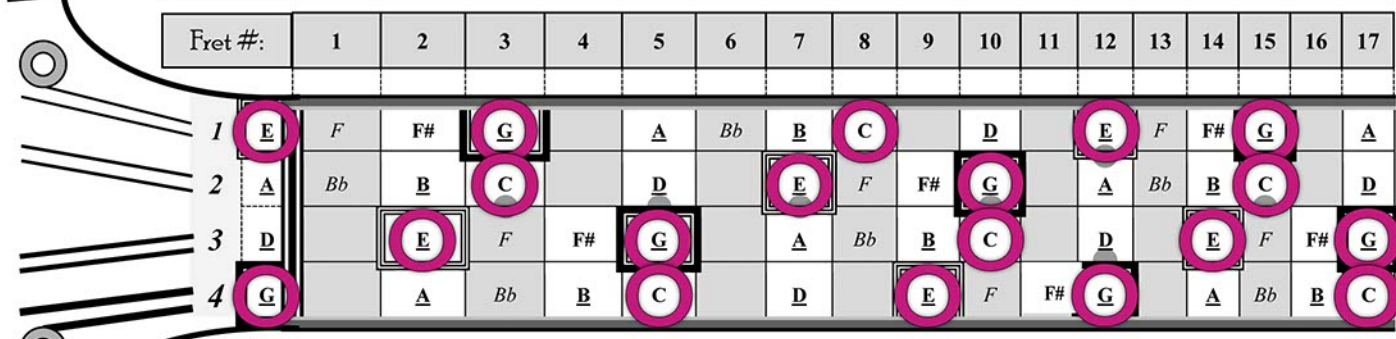 Fret #: 1 2 3 4 5 6 7 8 9 10 11 12 13 14 15 16 17
1 E F F# G A Bb B C D E F F# G A
2 A Bb B C D E F F# G A Bb B C D
3 D E F F# G A Bb B C D E F F# G
4 G A Bb B C D E F F# G A Bb B C